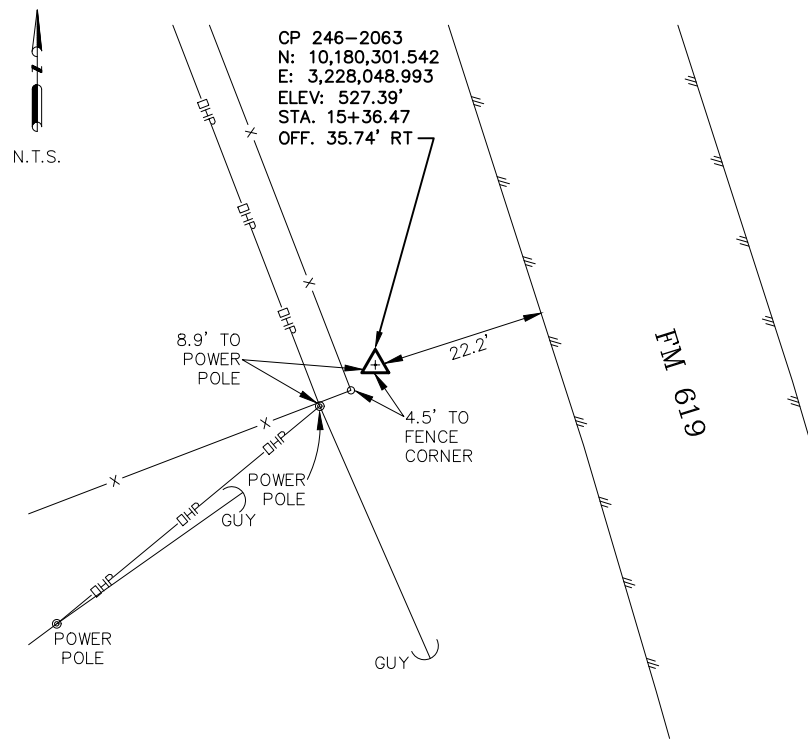 CP 246-2063
N: 10,180,301.542
E: 3,228,048.993
ELEV: 527.39'
STA. 15+36.47
OFF. 35.74' RT
N
N.T.S.
X
OHP
X
OHP
X
OHP
8.9' TO
POWER
POLE
22.2'
FM 619
4.5' TO
FENCE
CORNER
X
OHP
X
POWER
POLE
OHP
GUY
OHP
POWER
POLE
GUY